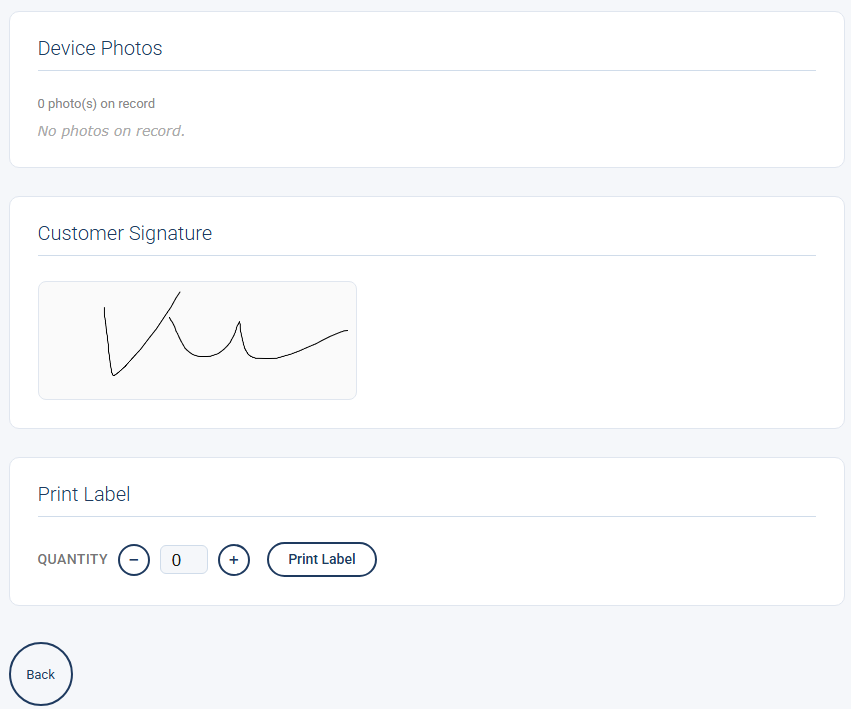 Device Photos
0 photo(s) on record
No photos on record.
Customer Signature
Print Label
QUANTITY − 0 + Print Label
Back